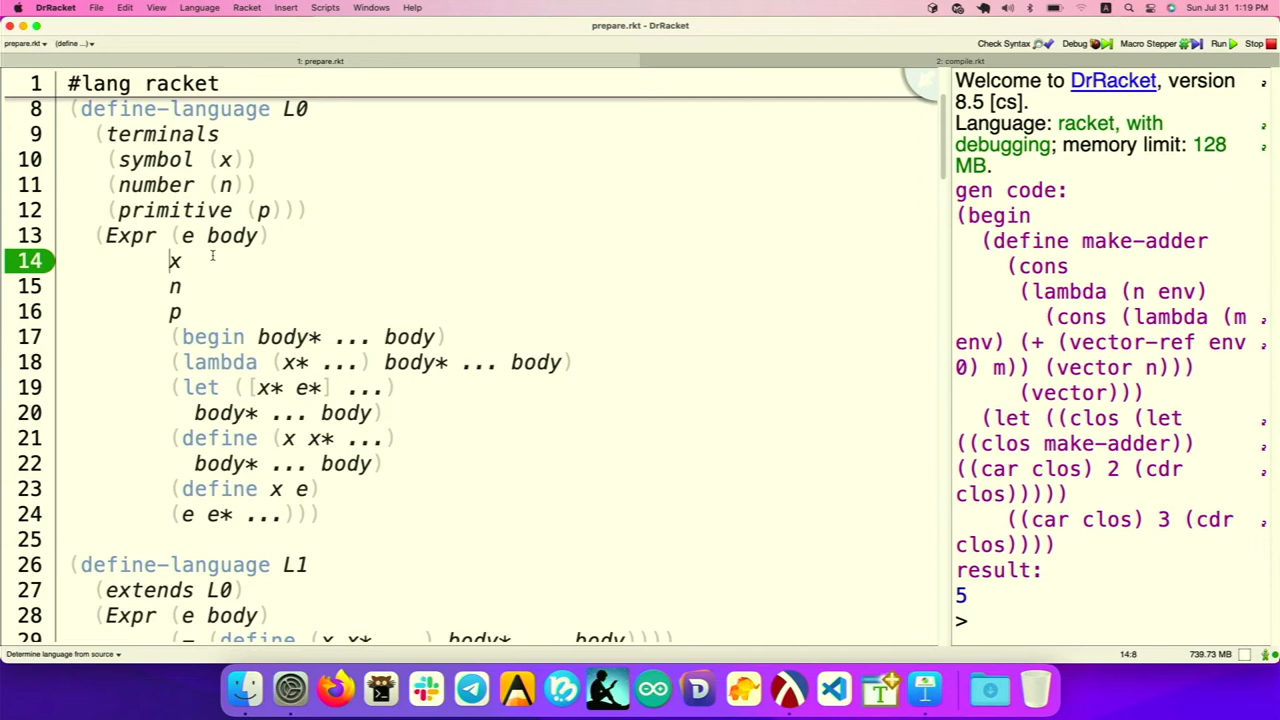 DrRacket File Edit View Language Racket Insert Scripts Windows Help Sun Jul 31 1:19 PM
prepare.rkt - DrRacket
prepare.rkt (define ...) Check Syntax Debug Macro Stepper Run Stop
1: prepare.rkt 2: compile.rkt
1 #lang racket
8 (define-language L0
9 (terminals
10 (symbol (x))
11 (number (n))
12 (primitive (p)))
13 (Expr (e body)
14 x
15 n
16 p
17 (begin body* ... body)
18 (lambda (x* ...) body* ... body)
19 (let ([x* e*] ...)
20 body* ... body)
21 (define (x x* ...)
22 body* ... body)
23 (define x e)
24 (e e* ...)))
25
26 (define-language L1
27 (extends L0)
28 (Expr (e body)
29 (- (define (x x* ...) body* ... body))))
Welcome to DrRacket, version
8.5 [cs].
Language: racket, with
debugging; memory limit: 128
MB.
gen code:
(begin
(define make-adder
(cons
(lambda (n env)
(cons (lambda (m
env) (+ (vector-ref env
0) m)) (vector n)))
(vector)))
(let ((clos (let
((clos make-adder))
((car clos) 2 (cdr
clos)))))
((car clos) 3 (cdr
clos))))
result:
5
>
Determine language from source 14:8 739.73 MB